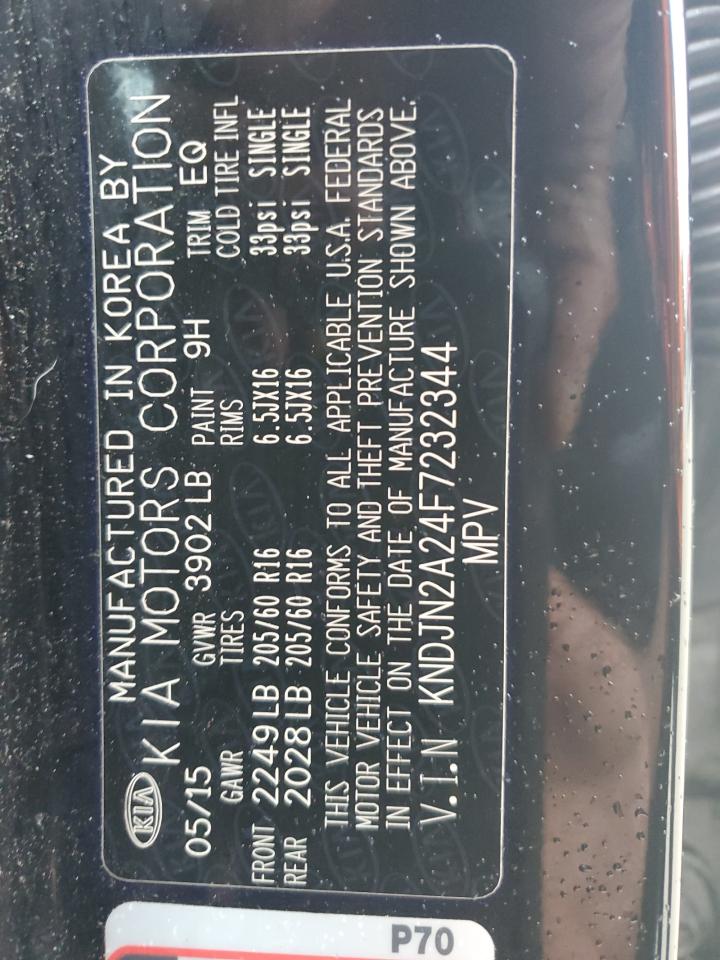 KIA
MANUFACTURED IN KOREA BY
KIA MOTORS CORPORATION
05/15 GVWR 3902 LB PAINT 9H TRIM EQ
GAWR TIRES RIMS COLD TIRE INFL
FRONT 2249 LB 205/60 R16 6.5JX16 33psi SINGLE
REAR 2028 LB 205/60 R16 6.5JX16 33psi SINGLE
THIS VEHICLE CONFORMS TO ALL APPLICABLE U.S.A. FEDERAL
MOTOR VEHICLE SAFETY AND THEFT PREVENTION STANDARDS
IN EFFECT ON THE DATE OF MANUFACTURE SHOWN ABOVE.
V.I.N KNDJN2A24F7232344
MPV
P70